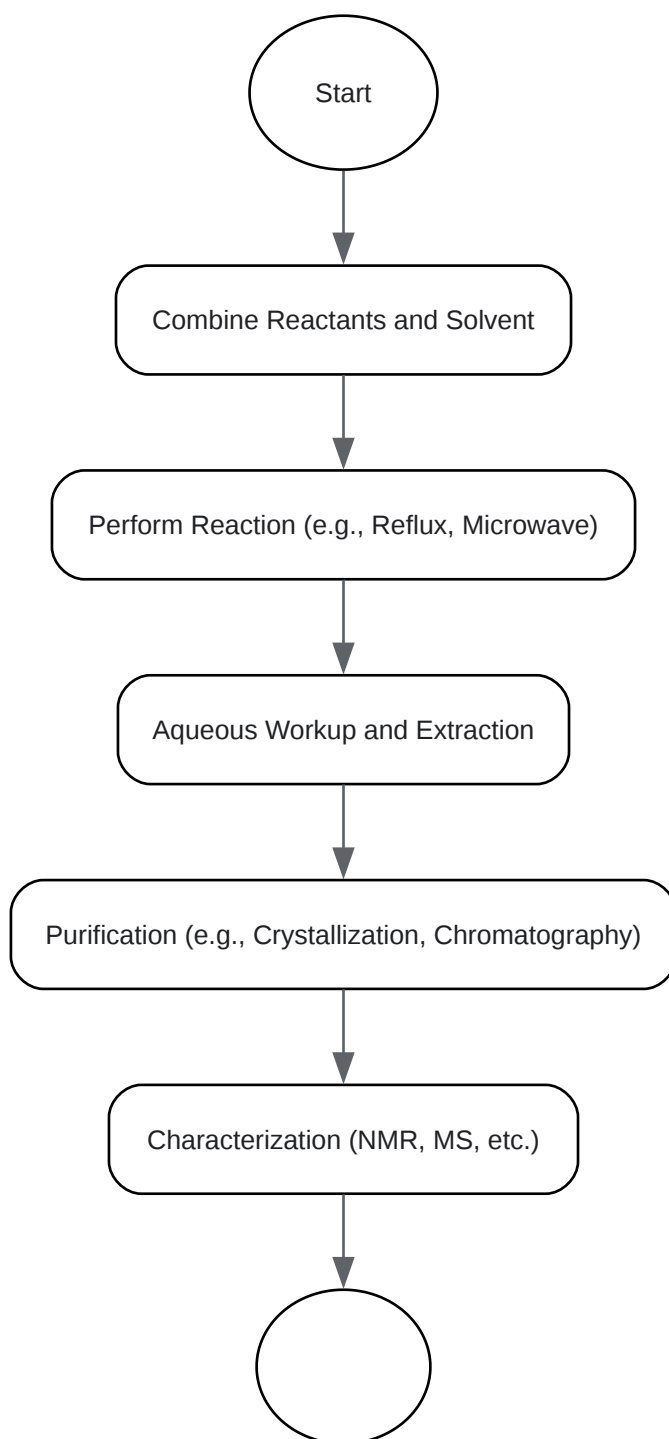 Start
Combine Reactants and Solvent
Perform Reaction (e.g., Reflux, Microwave)
Aqueous Workup and Extraction
Purification (e.g., Crystallization, Chromatography)
Characterization (NMR, MS, etc.)